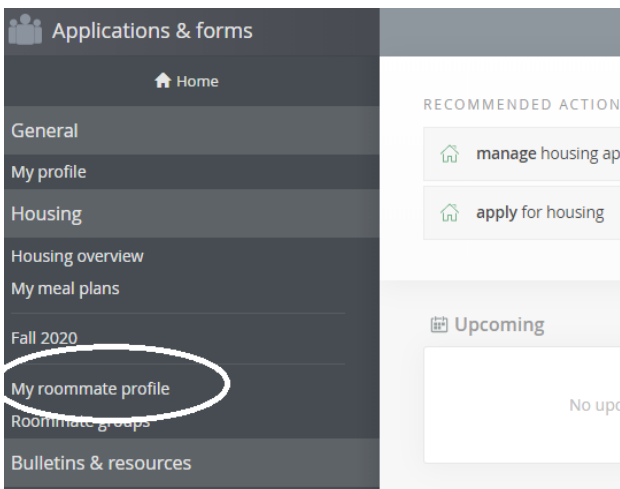 Applications & forms
Home
General
My profile
Housing
Housing overview
My meal plans
Fall 2020
My roommate profile
Roommate groups
Bulletins & resources
RECOMMENDED ACTION
manage housing ap
apply for housing
Upcoming
No upc